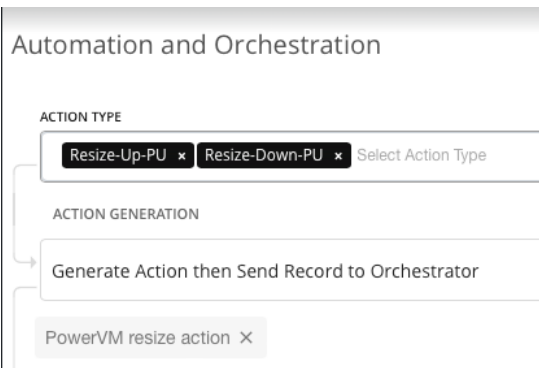 Automation and Orchestration
ACTION TYPE
Resize-Up-PU × Resize-Down-PU × Select Action Type
ACTION GENERATION
Generate Action then Send Record to Orchestrator
PowerVM resize action ×